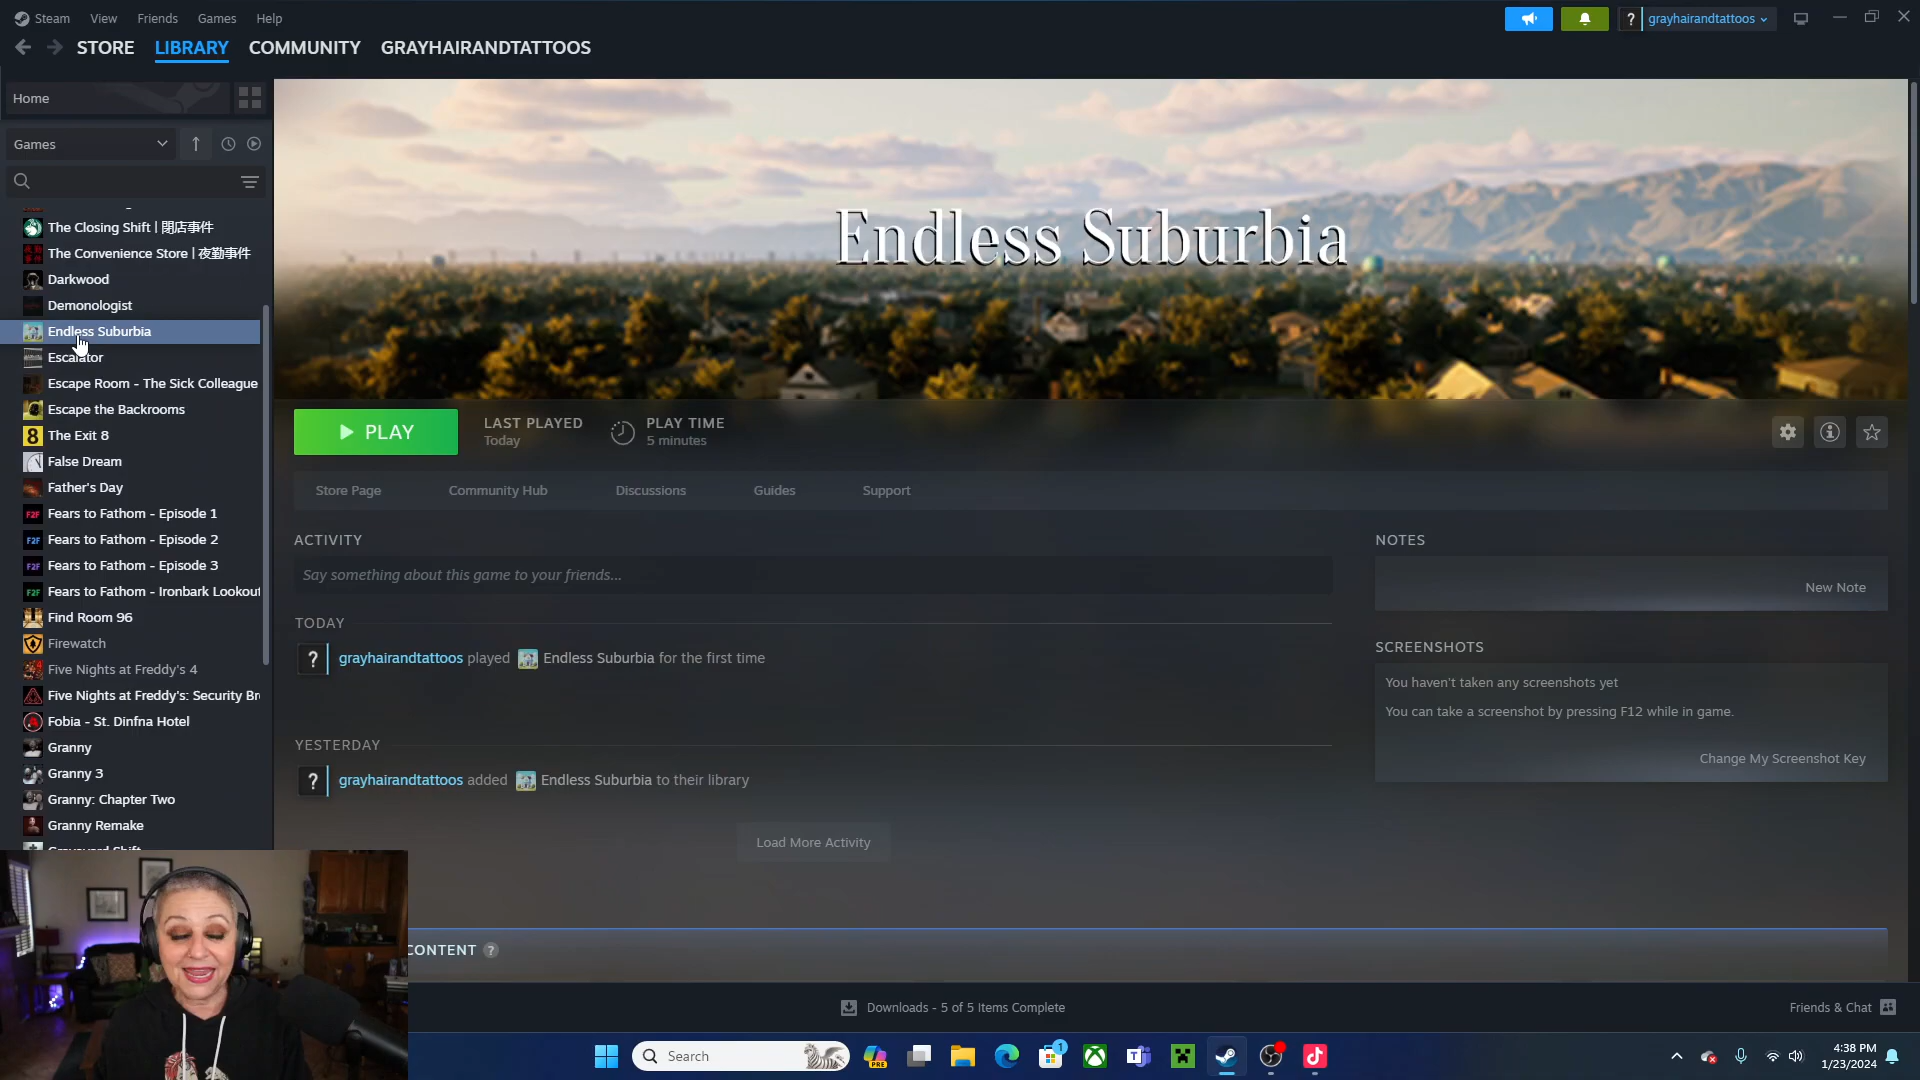 Steam View Friends Games Help
grayhairandtattoos
STORE LIBRARY COMMUNITY GRAYHAIRANDTATTOOS
Home
Games
The Closing Shift | 閉店事件
The Convenience Store | 夜勤事件
Darkwood
Demonologist
Endless Suburbia
Escalator
Escape Room - The Sick Colleague
Escape the Backrooms
8 The Exit 8
False Dream
Father's Day
F2F Fears to Fathom - Episode 1
F2F Fears to Fathom - Episode 2
F2F Fears to Fathom - Episode 3
F2F Fears to Fathom - Ironbark Lookout
Find Room 96
Firewatch
Five Nights at Freddy's 4
Five Nights at Freddy's: Security Br
Fobia - St. Dinfna Hotel
Granny
Granny 3
Granny: Chapter Two
Granny Remake
Endless Suburbia
PLAY
LAST PLAYED
Today
PLAY TIME
5 minutes
Store Page Community Hub Discussions Guides Support
ACTIVITY
Say something about this game to your friends...
TODAY
grayhairandtattoos played Endless Suburbia for the first time
YESTERDAY
grayhairandtattoos added Endless Suburbia to their library
Load More Activity
NOTES
New Note
SCREENSHOTS
You haven't taken any screenshots yet
You can take a screenshot by pressing F12 while in game.
Change My Screenshot Key
CONTENT ?
Downloads - 5 of 5 Items Complete
Friends & Chat
Search
PRE
1
4:38 PM
1/23/2024